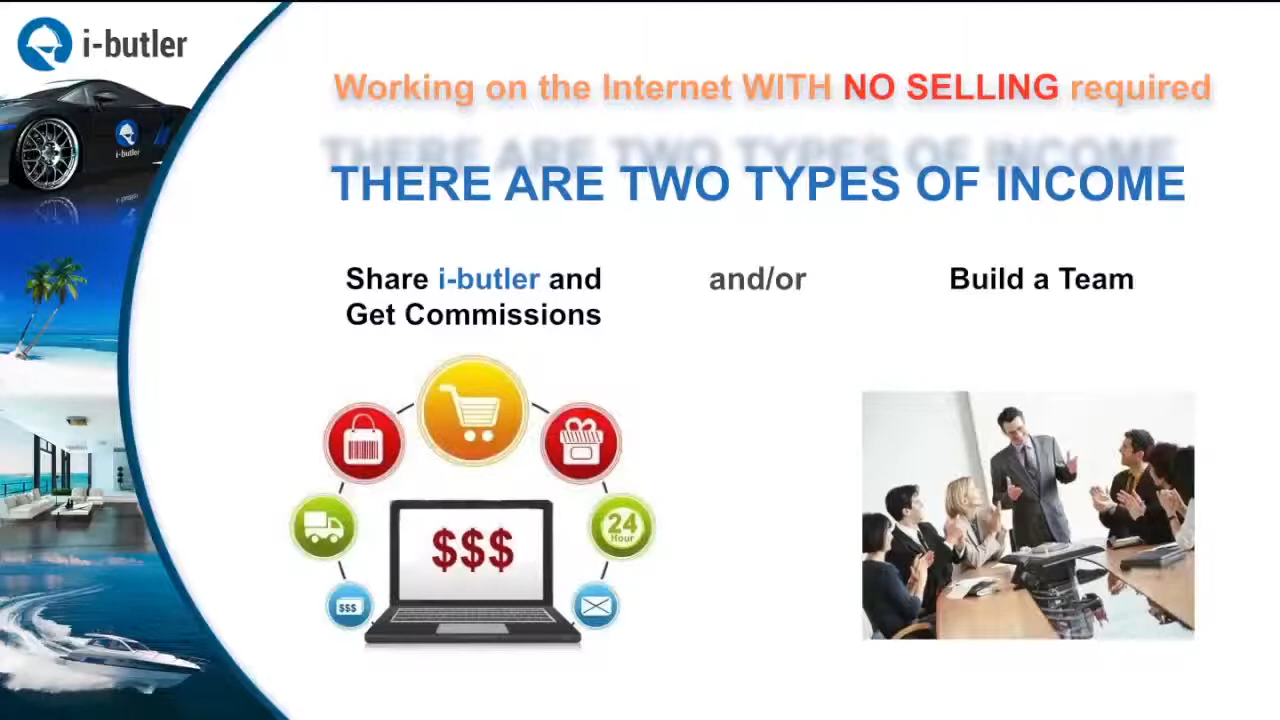 i-butler
Working on the Internet WITH NO SELLING required
THERE ARE TWO TYPES OF INCOME
Share i-butler and
Get Commissions
and/or
Build a Team
i-butler
24
Hour
$$$
$$$